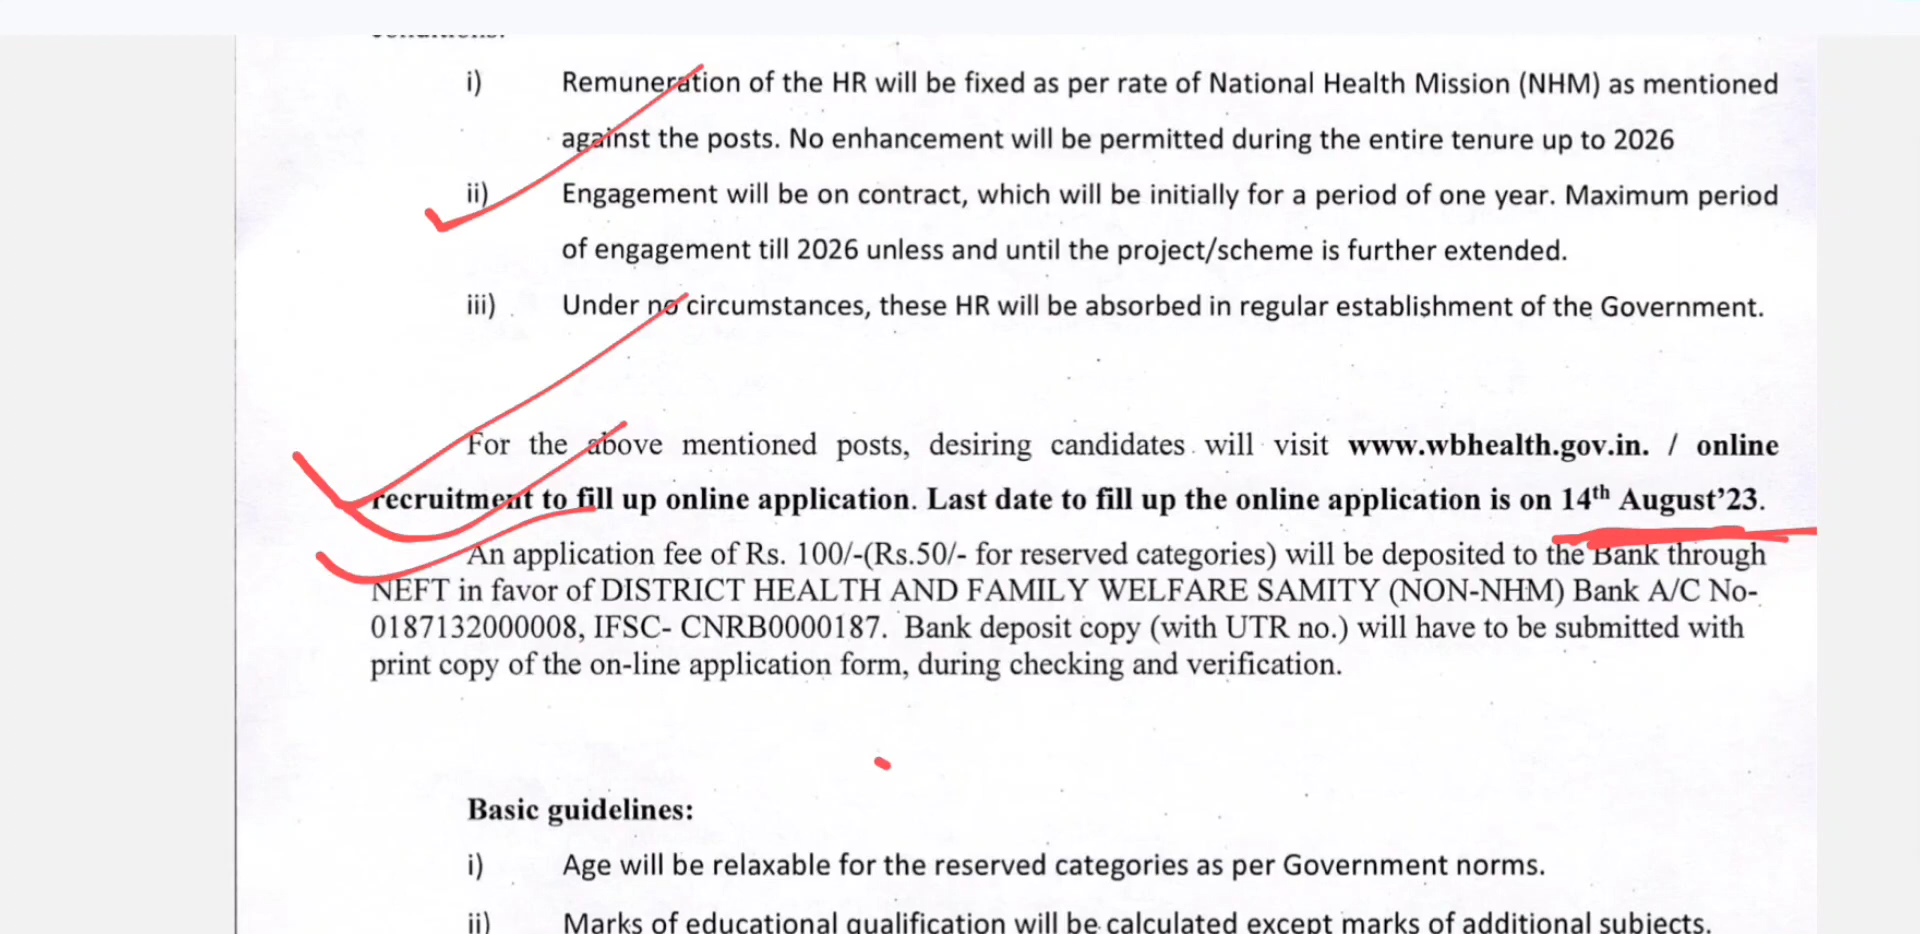 i) Remuneration of the HR will be fixed as per rate of National Health Mission (NHM) as mentioned
against the posts. No enhancement will be permitted during the entire tenure up to 2026
ii) Engagement will be on contract, which will be initially for a period of one year. Maximum period
of engagement till 2026 unless and until the project/scheme is further extended.
iii) Under no circumstances, these HR will be absorbed in regular establishment of the Government.
For the above mentioned posts, desiring candidates will visit www.wbhealth.gov.in. / online
recruitment to fill up online application. Last date to fill up the online application is on 14th August'23.
An application fee of Rs. 100/-(Rs.50/- for reserved categories) will be deposited to the Bank through
NEFT in favor of DISTRICT HEALTH AND FAMILY WELFARE SAMITY (NON-NHM) Bank A/C No-
0187132000008, IFSC- CNRB0000187. Bank deposit copy (with UTR no.) will have to be submitted with
print copy of the on-line application form, during checking and verification.
Basic guidelines:
i) Age will be relaxable for the reserved categories as per Government norms.
ii) Marks of educational qualification will be calculated except marks of additional subjects.